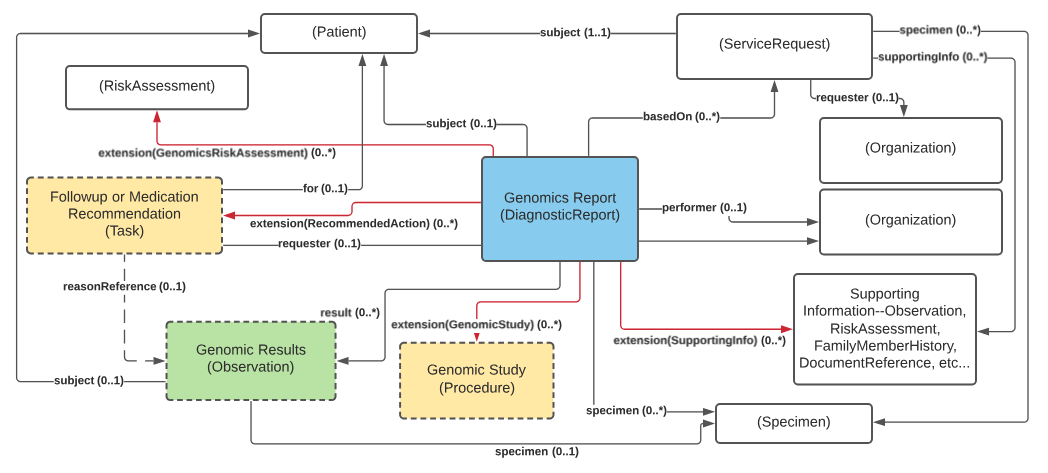 (Patient)
subject (1..1)
(ServiceRequest)
specimen (0..*)
supportingInfo (0..*)
(RiskAssessment)
requester (0..1)
basedOn (0..*)
subject (0..1)
(Organization)
extension(GenomicsRiskAssessment) (0..*)
for (0..1)
Followup or Medication
Recommendation
(Task)
Genomics Report
(DiagnosticReport)
performer (0..1)
(Organization)
extension(RecommendedAction) (0..*)
requester (0..1)
reasonReference (0..1)
Supporting
Information--Observation,
RiskAssessment,
FamilyMemberHistory,
DocumentReference, etc...
result (0..*)
extension(GenomicStudy) (0..*)
extension(SupportingInfo) (0..*)
Genomic Results
(Observation)
Genomic Study
(Procedure)
subject (0..1)
specimen (0..*)
(Specimen)
specimen (0..1)